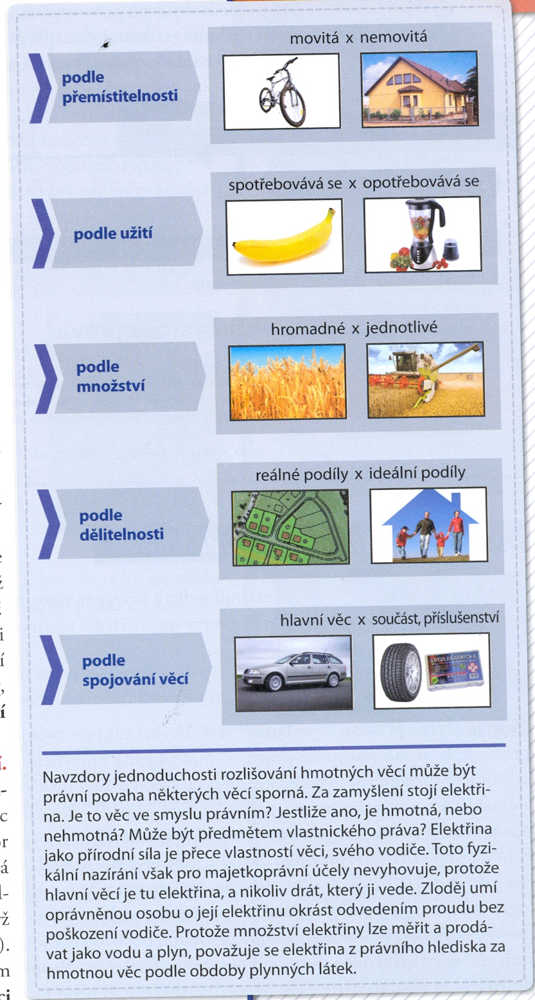 movitá x nemovitá
podle
přemístitelnosti
spotřebovává se x opotřebovává se
podle užití
hromadné x jednotlivé
podle
množství
reálné podíly x ideální podíly
podle
dělitelnosti
hlavní věc x součást, příslušenství
podle
spojování věcí
AUTOLÉKÁRNIČKA
Navzdory jednoduchosti rozlišování hmotných věcí může být
právní povaha některých věcí sporná. Za zamyšlení stojí elektři-
na. Je to věc ve smyslu právním? Jestliže ano, je hmotná, nebo
nehmotná? Může být předmětem vlastnického práva? Elektřina
jako přírodní síla je přece vlastností věci, svého vodiče. Toto fyzi-
kální nazírání však pro majetkoprávní účely nevyhovuje, protože
hlavní věcí je tu elektřina, a nikoliv drát, který ji vede. Zloděj umí
oprávněnou osobu o její elektřinu okrást odvedením proudu bez
poškození vodiče. Protože množství elektřiny lze měřit a prodá-
vat jako vodu a plyn, považuje se elektřina z právního hlediska za
hmotnou věc podle obdoby plynných látek.